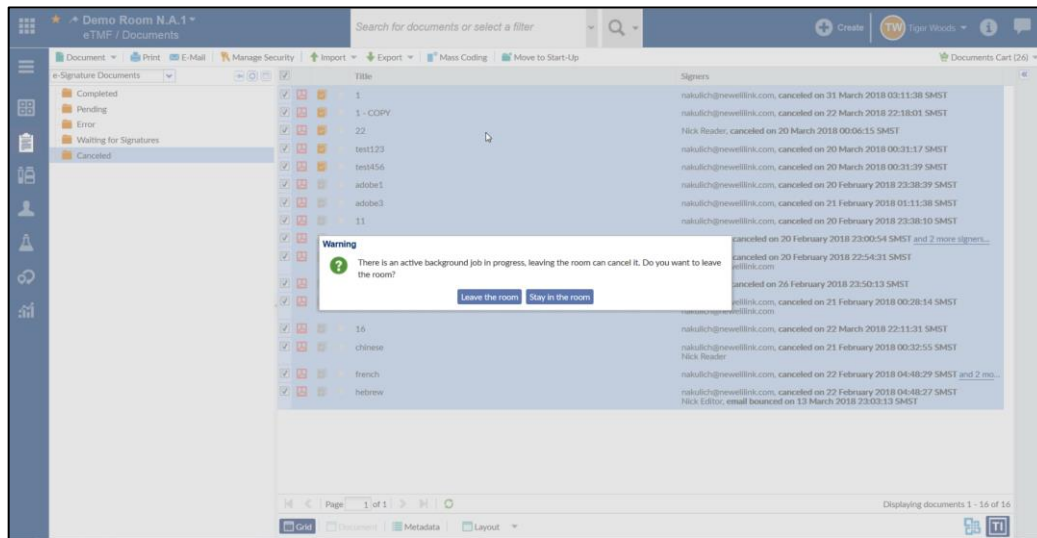 Demo Room N.A.1
eTMF / Documents
Search for documents or select a filter
Create
TW
Tiger Woods
Document
Print
E-Mail
Manage Security
Import
Export
Mass Coding
Move to Start-Up
Documents Cart (26)
e-Signature Documents
Title
Signers
Completed
Pending
Error
Waiting for Signatures
Canceled
1
nakulich@newellilink.com, canceled on 31 March 2018 03:11:38 SMST
1 - COPY
nakulich@newellilink.com, canceled on 22 March 2018 22:18:01 SMST
22
Nick Reader, canceled on 20 March 2018 00:06:15 SMST
test123
nakulich@newellilink.com, canceled on 20 March 2018 00:31:17 SMST
test456
nakulich@newellilink.com, canceled on 20 March 2018 00:31:39 SMST
adobe1
nakulich@newellilink.com, canceled on 20 February 2018 23:38:39 SMST
adobe3
nakulich@newellilink.com, canceled on 21 February 2018 01:11:38 SMST
11
nakulich@newellilink.com, canceled on 20 February 2018 23:38:10 SMST
canceled on 20 February 2018 23:00:54 SMST and 2 more signers...
canceled on 20 February 2018 22:54:31 SMST
canceled on 26 February 2018 23:50:13 SMST
canceled on 21 February 2018 00:28:14 SMST
Warning
There is an active background job in progress, leaving the room can cancel it. Do you want to leave
the room?
Leave the room
Stay in the room
16
nakulich@newellilink.com, canceled on 22 March 2018 22:11:31 SMST
chinese
nakulich@newellilink.com, canceled on 21 February 2018 00:32:55 SMST
Nick Reader
french
nakulich@newellilink.com, canceled on 22 February 2018 04:48:29 SMST and 2 mo...
hebrew
nakulich@newellilink.com, canceled on 22 February 2018 04:48:27 SMST
Nick Editor, email bounced on 13 March 2018 23:03:13 SMST
Page 1 of 1
Displaying documents 1 - 16 of 16
Grid
Document
Metadata
Layout
TI